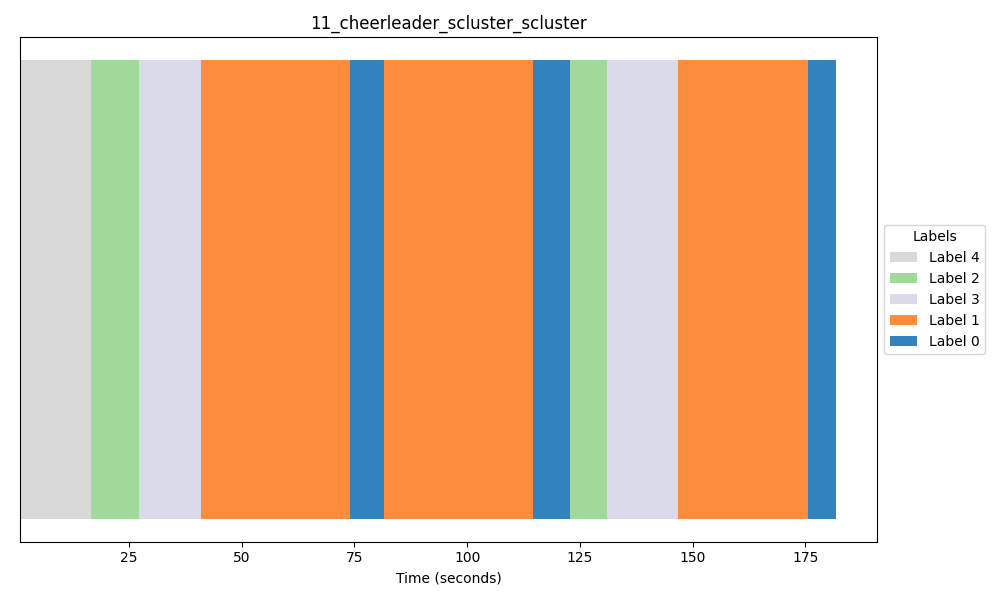 11_cheerleader_scluster_scluster
Labels
Label 4
Label 2
Label 3
Label 1
Label 0
25 50 75 100 125 150 175
Time (seconds)